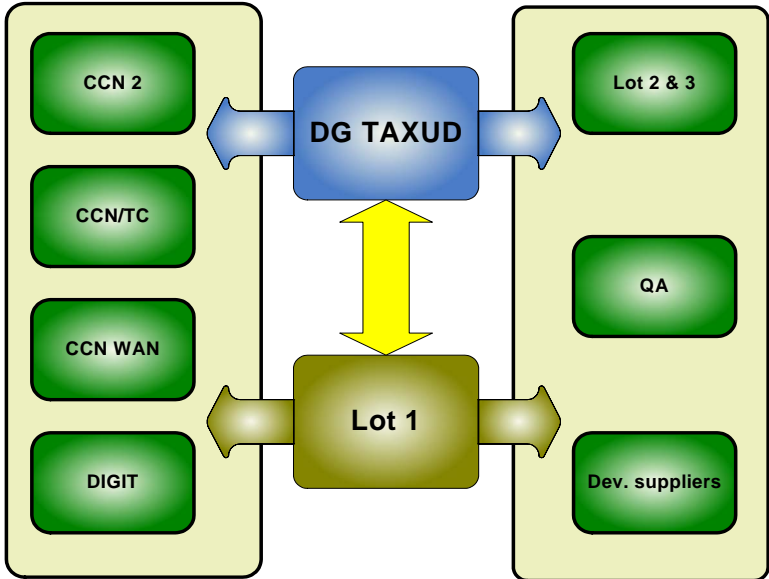 CCN 2
CCN/TC
CCN WAN
DIGIT
DG TAXUD
Lot 1
Lot 2 & 3
QA
Dev. suppliers